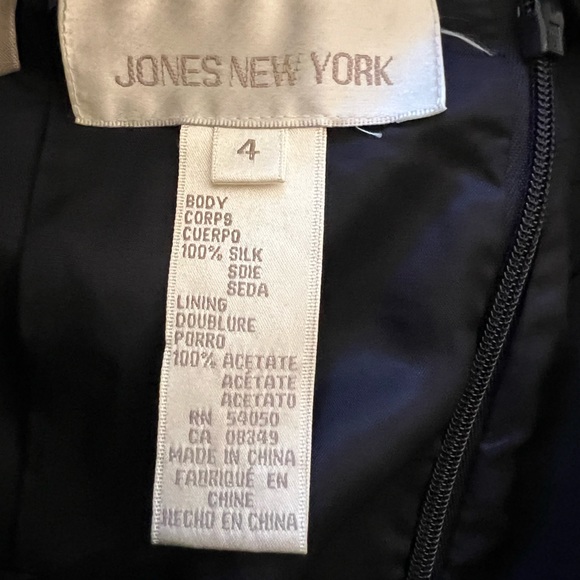 JONES NEW YORK
4
BODY
CORPS
CUERPO
100% SILK
SOIE
SEDA
LINING
DOUBLURE
PORRO
100% ACETATE
ACÉTATE
ACETATO
RN 54050
CA 08349
MADE IN CHINA
FABRIQUÉ EN
CHINE
HECHO EN CHINA